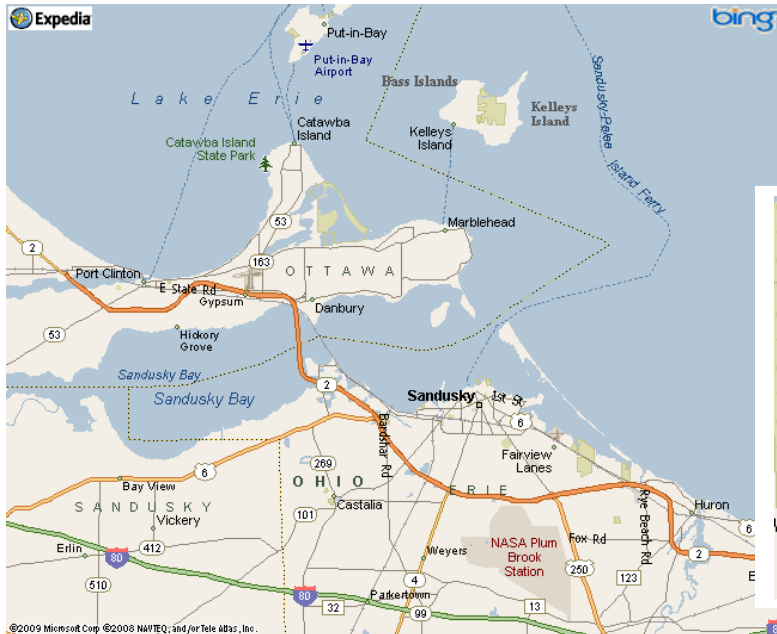 Expedia
bing
Put-in-Bay
Put-in-Bay
Airport
Bass Islands
Lake Erie
Kelleys
Island
Sandusky-Pelee
Island Ferry
Catawba
Island
Kelleys
Island
Catawba Island
State Park
Marblehead
53
2
163
OTTAWA
Port Clinton
E State Rd
Gypsum
Danbury
53
Hickory
Grove
Sandusky Bay
Sandusky Bay
2
Sandusky
1st St
6
Bardshar Rd
Fairview
Lanes
269
6
OHIO
Bay View
ERIE
Rye Beach Rd
Huron
SANDUSKY
Castalia
101
Vickery
6
NASA Plum
Brook
Station
Fox Rd
Erlin
412
80
Weyers
2
E
250
123
510
4
80
Parkertown
32
99
13
©2009 Microsoft Corp ©2008 NAVTEQ, and/or Tele Atlas, Inc.